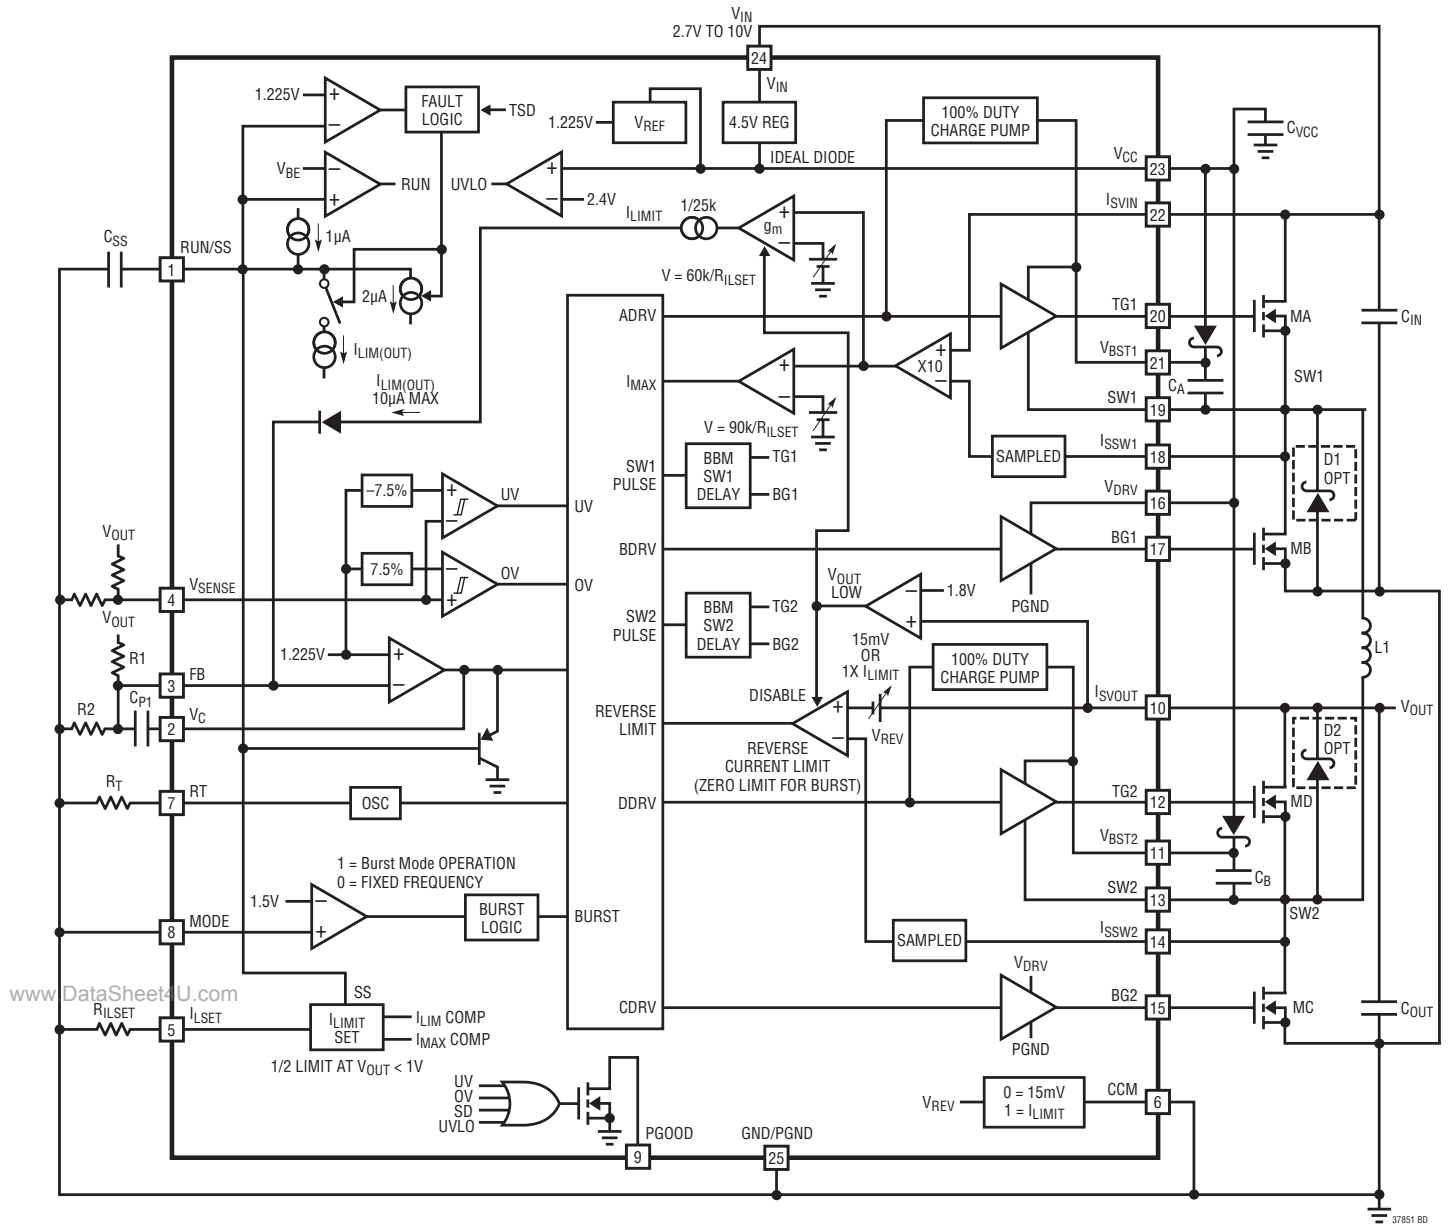 VIN
2.7V TO 10V
24
VIN
1.225V
+
–
FAULT
LOGIC
TSD
1.225V
VREF
4.5V REG
100% DUTY
CHARGE PUMP
CVCC
IDEAL DIODE
VCC
23
VBE
–
+
RUN
UVLO
+
–
2.4V
ISVIN
22
CSS
RUN/SS
1
1µA
ILIMIT
1/25k
gm
+
–
V = 60k/RILSET
2µA
ILIM(OUT)
ILIM(OUT)
10µA MAX
ADRV
TG1
20
MA
CIN
VBST1
21
CA
SW1
IMAX
+
–
X10
+
–
SW1
19
V = 90k/RILSET
SAMPLED
ISSW1
18
D1
OPT
SW1
PULSE
BBM
SW1
DELAY
TG1
BG1
–7.5%
+
–
UV
UV
VDRV
16
BDRV
BG1
17
MB
PGND
VOUT
7.5%
–
+
OV
OV
VSENSE
4
VOUT
LOW
–
+
1.8V
SW2
PULSE
BBM
SW2
DELAY
TG2
BG2
VOUT
R1
1.225V
+
–
15mV
OR
1X ILIMIT
100% DUTY
CHARGE PUMP
L1
FB
3
CP1
R2
VC
2
DISABLE
+
–
VREV
ISVOUT
10
VOUT
REVERSE
LIMIT
REVERSE
CURRENT LIMIT
(ZERO LIMIT FOR BURST)
D2
OPT
RT
RT
7
OSC
DDRV
TG2
12
MD
VBST2
11
CB
1 = Burst Mode OPERATION
0 = FIXED FREQUENCY
1.5V
–
+
BURST
LOGIC
BURST
SW2
13
SW2
MODE
8
SAMPLED
ISSW2
14
www.DataSheet4U.com
SS
VDRV
RILSET
ILSET
5
ILIMIT
SET
ILIM COMP
IMAX COMP
CDRV
BG2
15
MC
COUT
PGND
1/2 LIMIT AT VOUT < 1V
UV
OV
SD
UVLO
VREV
0 = 15mV
1 = ILIMIT
CCM
6
PGOOD
9
GND/PGND
25
37851 BD